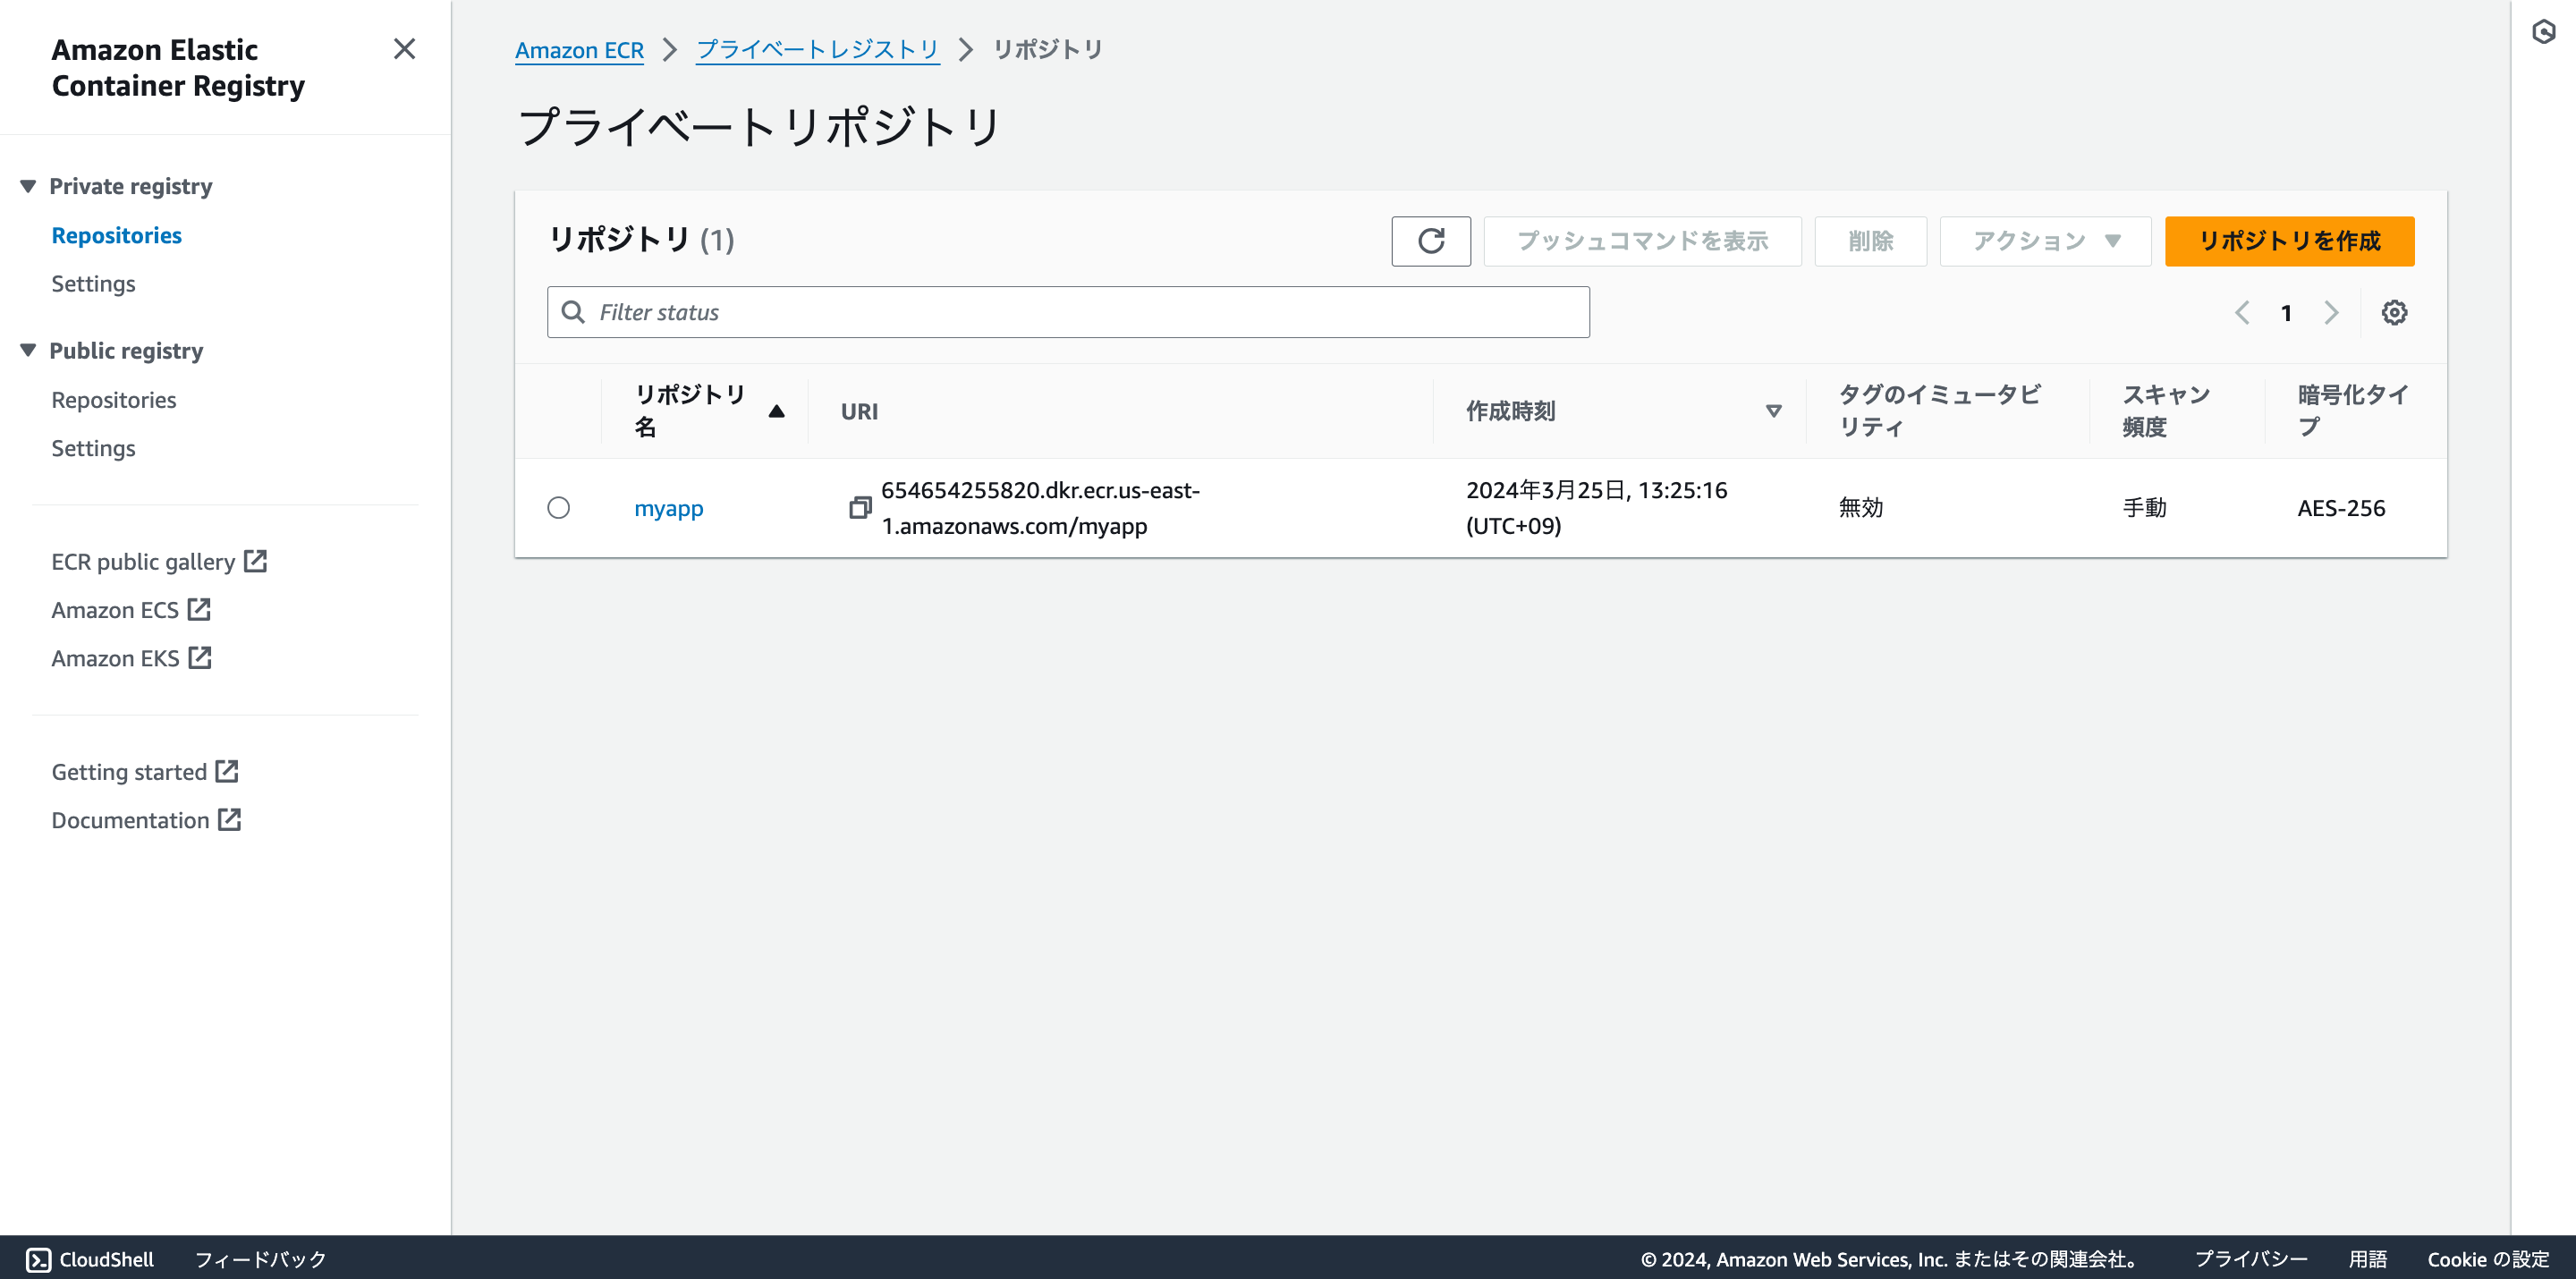 Amazon Elastic
Container Registry
Private registry
Repositories
Settings
Public registry
Repositories
Settings
ECR public gallery
Amazon ECS
Amazon EKS
Getting started
Documentation
Amazon ECR > プライベートレジストリ > リポジトリ
プライベートリポジトリ
リポジトリ (1)
プッシュコマンドを表示
削除
アクション
リポジトリを作成
Filter status
1
リポジトリ
名
URI
作成時刻
タグのイミュータビ
リティ
スキャン
頻度
暗号化タイ
プ
myapp
654654255820.dkr.ecr.us-east-
1.amazonaws.com/myapp
2024年3月25日, 13:25:16
(UTC+09)
無効
手動
AES-256
CloudShell
フィードバック
© 2024, Amazon Web Services, Inc. またはその関連会社。
プライバシー
用語
Cookie の設定